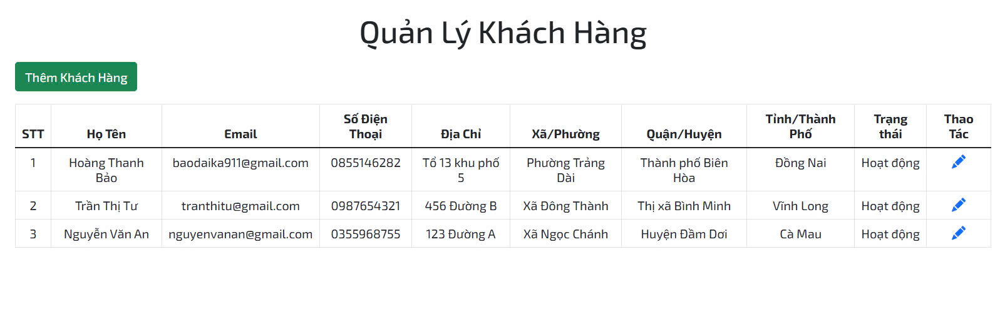 Quản Lý Khách Hàng
Thêm Khách Hàng
STT Họ Tên Email Số Điện Thoại Địa Chỉ Xã/Phường Quận/Huyện Tỉnh/Thành Phố Trạng thái Thao Tác
1 Hoàng Thanh Bảo baodaika911@gmail.com 0855146282 Tổ 13 khu phố 5 Phường Trảng Dài Thành phố Biên Hòa Đồng Nai Hoạt động
2 Trần Thị Tư tranthitu@gmail.com 0987654321 456 Đường B Xã Đông Thành Thị xã Bình Minh Vĩnh Long Hoạt động
3 Nguyễn Văn An nguyenvanan@gmail.com 0355968755 123 Đường A Xã Ngọc Chánh Huyện Đầm Dơi Cà Mau Hoạt động